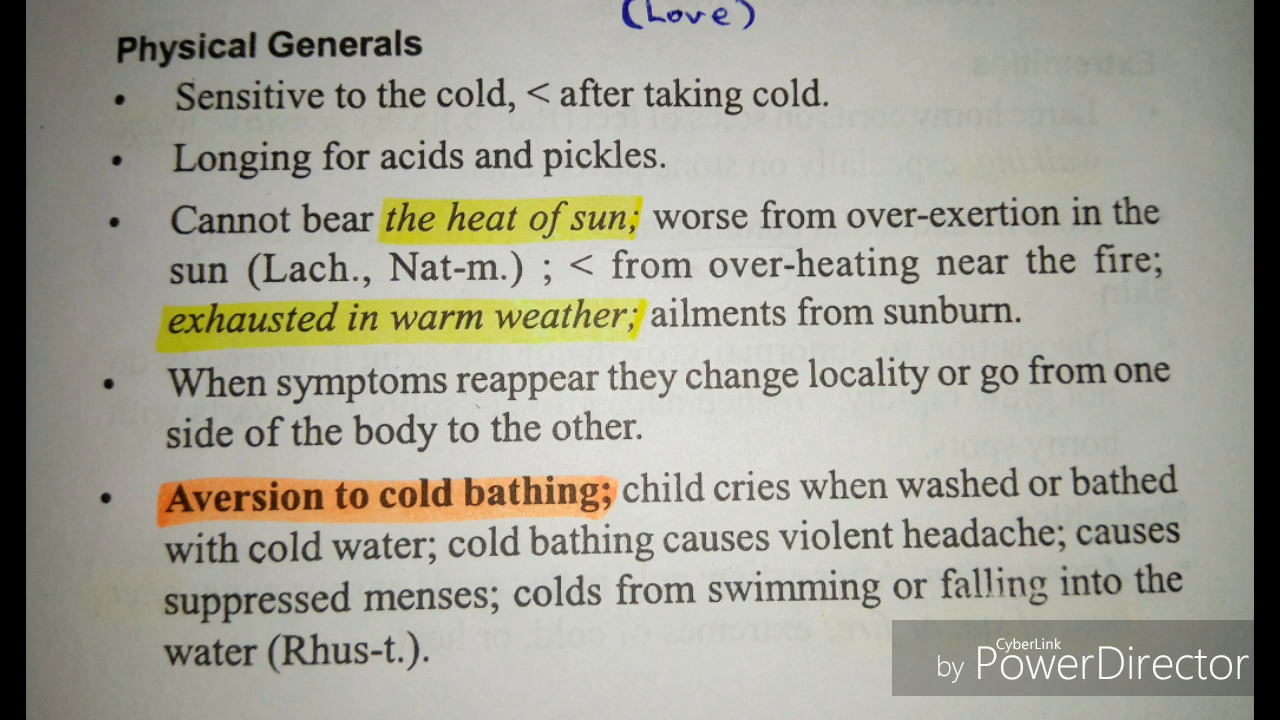 (Love)
Physical Generals
• Sensitive to the cold, < after taking cold.
• Longing for acids and pickles.
• Cannot bear the heat of sun; worse from over-exertion in the
sun (Lach., Nat-m.) ; < from over-heating near the fire;
exhausted in warm weather; ailments from sunburn.
• When symptoms reappear they change locality or go from one
side of the body to the other.
• Aversion to cold bathing; child cries when washed or bathed
with cold water; cold bathing causes violent headache; causes
suppressed menses; colds from swimming or falling into the
water (Rhus-t.).
CyberLink
by PowerDirector